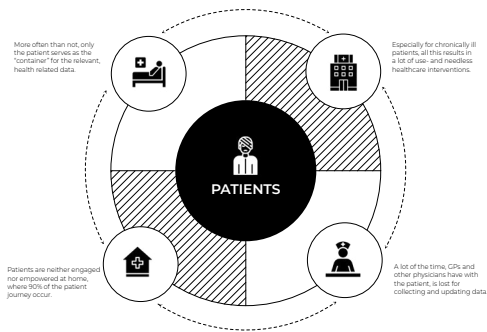 More often than not, only
the patient serves as the
"container" for the relevant,
health related data.
Especially for chronically ill
patients, all this results in
a lot of use- and needless
healthcare interventions.
PATIENTS
Patients are neither engaged
nor empowered at home,
where 90% of the patient
journey occur.
A lot of the time, GPs and
other physicians have with
the patient, is lost for
collecting and updating data